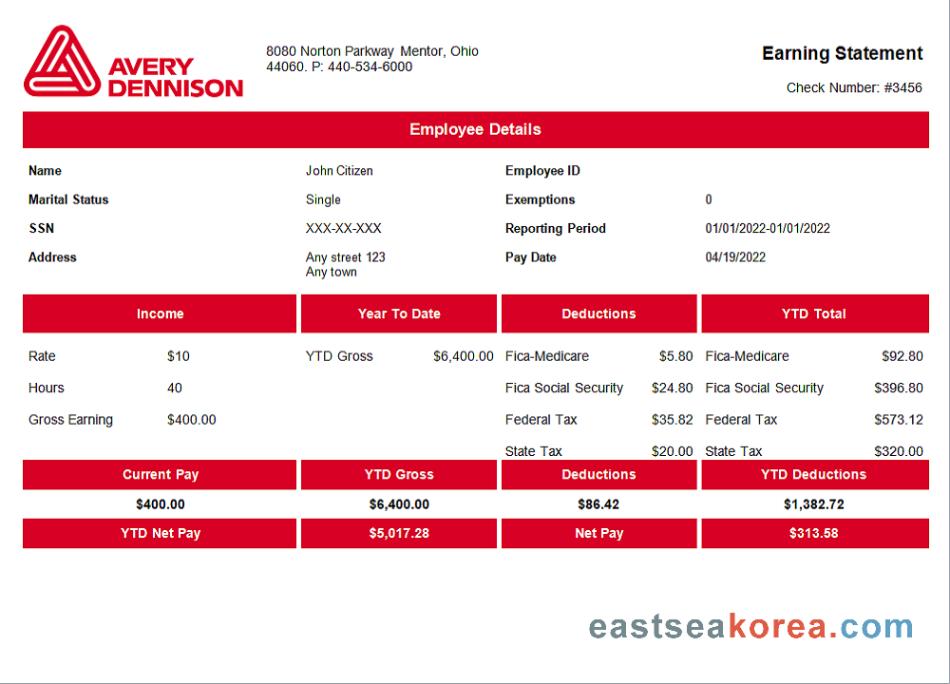 AVERY
DENNISON
8080 Norton Parkway Mentor, Ohio
44060. P: 440-534-6000
Earning Statement
Check Number: #3456
Employee Details
Name John Citizen Employee ID
Marital Status Single Exemptions 0
SSN XXX-XX-XXX Reporting Period 01/01/2022-01/01/2022
Address Any street 123 Pay Date 04/19/2022
Any town
Income Year To Date Deductions YTD Total
Rate $10 YTD Gross $6,400.00 Fica-Medicare $5.80 Fica-Medicare $92.80
Hours 40 Fica Social Security $24.80 Fica Social Security $396.80
Gross Earning $400.00 Federal Tax $35.82 Federal Tax $573.12
State Tax $20.00 State Tax $320.00
Current Pay YTD Gross Deductions YTD Deductions
$400.00 $6,400.00 $86.42 $1,382.72
YTD Net Pay $5,017.28 Net Pay $313.58
eastseakorea.com